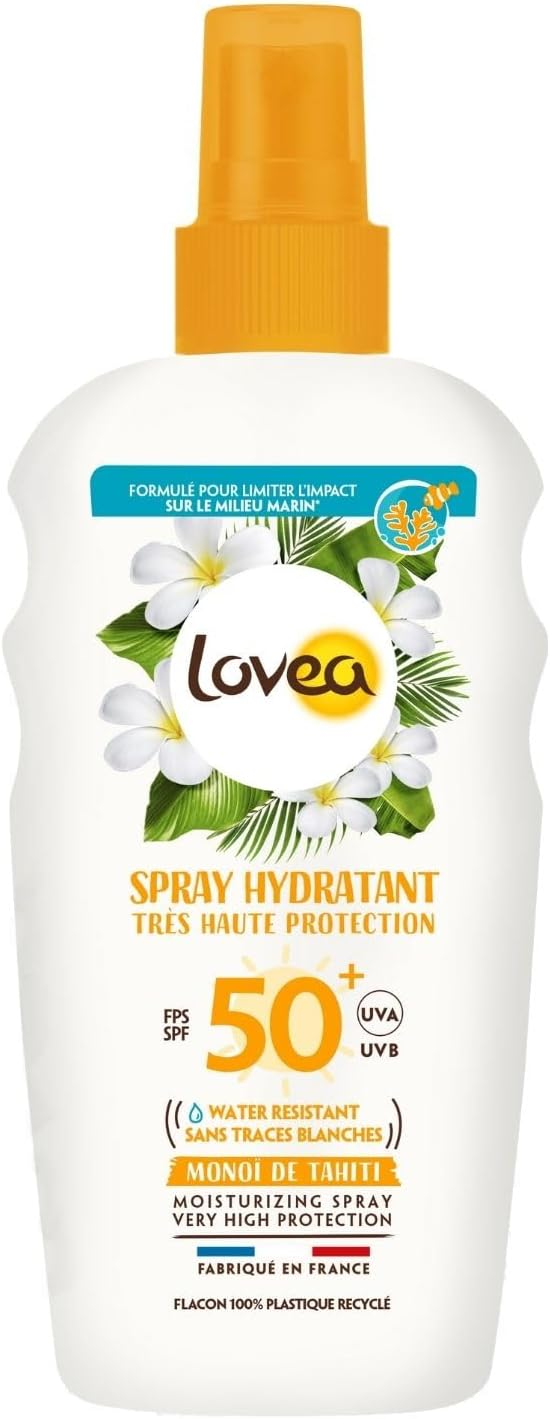 FORMULÉ POUR LIMITER L'IMPACT
SUR LE MILIEU MARIN*
Lovea
SPRAY HYDRATANT
TRÈS HAUTE PROTECTION
FPS
SPF
50+
UVA
UVB
WATER RESISTANT
SANS TRACES BLANCHES
MONOÏ DE TAHITI
MOISTURIZING SPRAY
VERY HIGH PROTECTION
FABRIQUÉ EN FRANCE
FLACON 100% PLASTIQUE RECYCLÉ